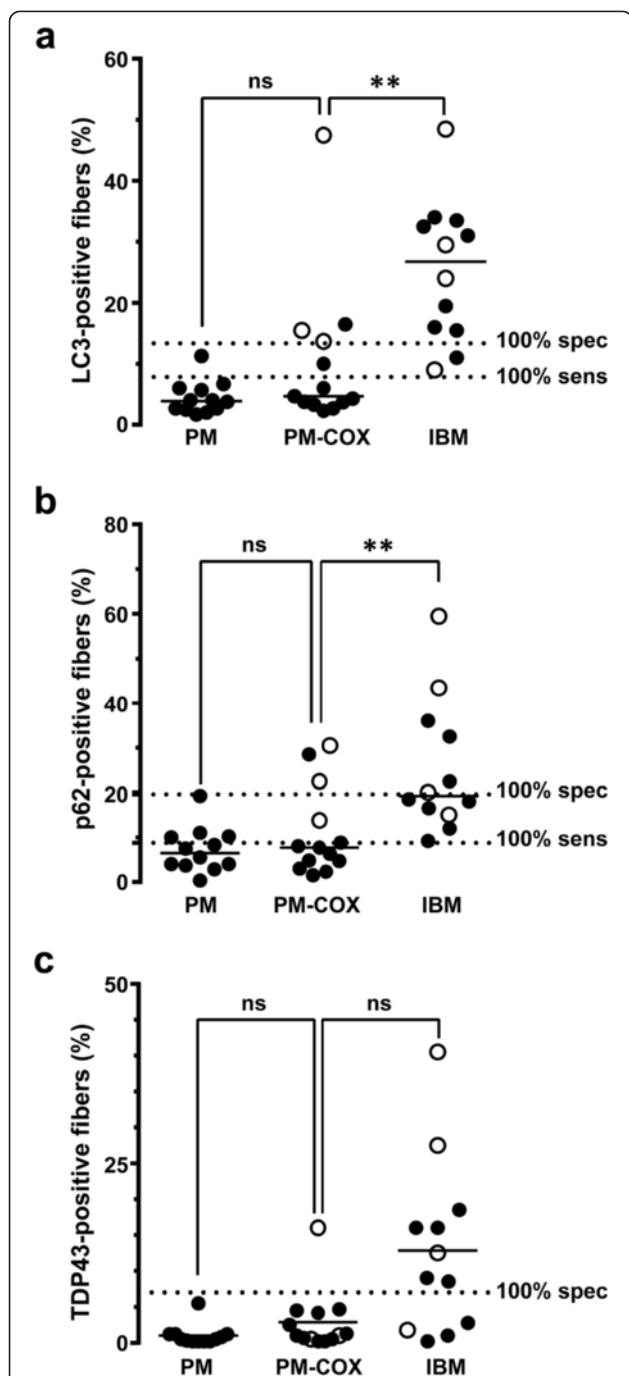 a
60
40
20
0
LC3-positive fibers (%)
ns
**
100% spec
100% sens
PM PM-COX IBM
b
80
60
40
20
0
p62-positive fibers (%)
ns
**
100% spec
100% sens
PM PM-COX IBM
c
50
25
0
TDP43-positive fibers (%)
ns
ns
100% spec
PM PM-COX IBM